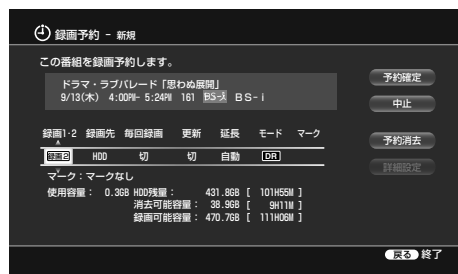 録画予約 - 新規
この番組を録画予約します。
ドラマ・ラブパレード「思わぬ展開」
9/13(木) 4:00PM- 5:24PM 161 BS-i BS-i
予約確定
中止
予約消去
詳細設定
録画1·2 録画先 毎回録画 更新 延長 モード マーク
録画2 HDD 切 切 自動 DR
マーク：マークなし
使用容量： 0.3GB HDD残量： 431.8GB [ 101H55M ]
消去可能容量： 38.9GB [ 9H11M ]
録画可能容量： 470.7GB [ 111H06M ]
戻る 終了